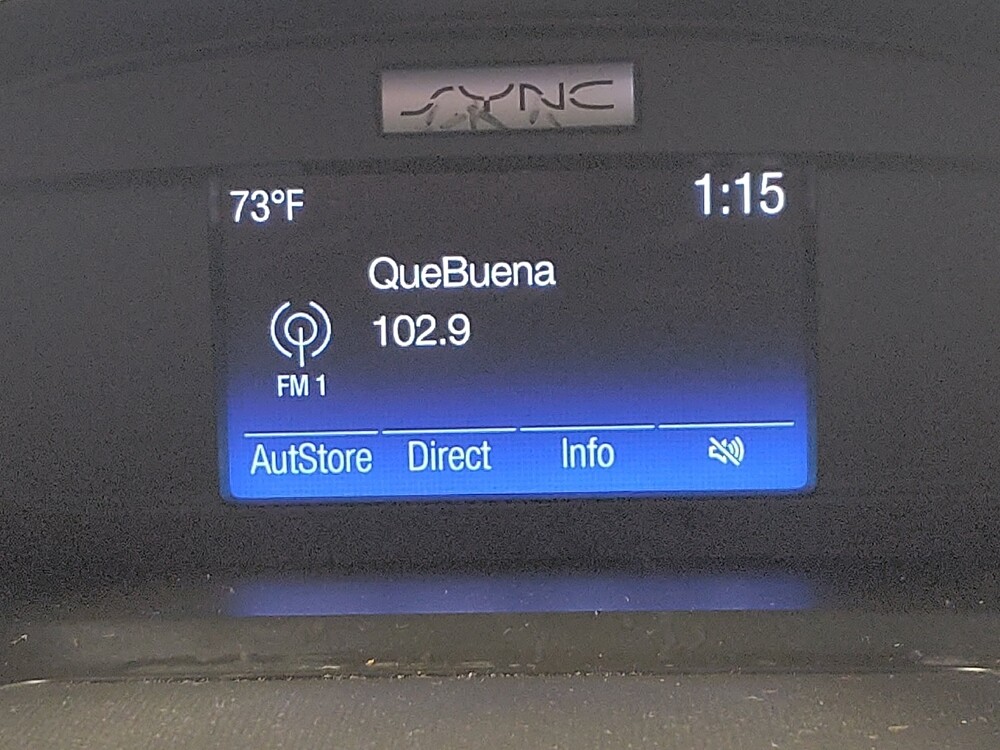 SYNC
73°F 1:15
QueBuena
102.9
FM 1
AutStore Direct Info